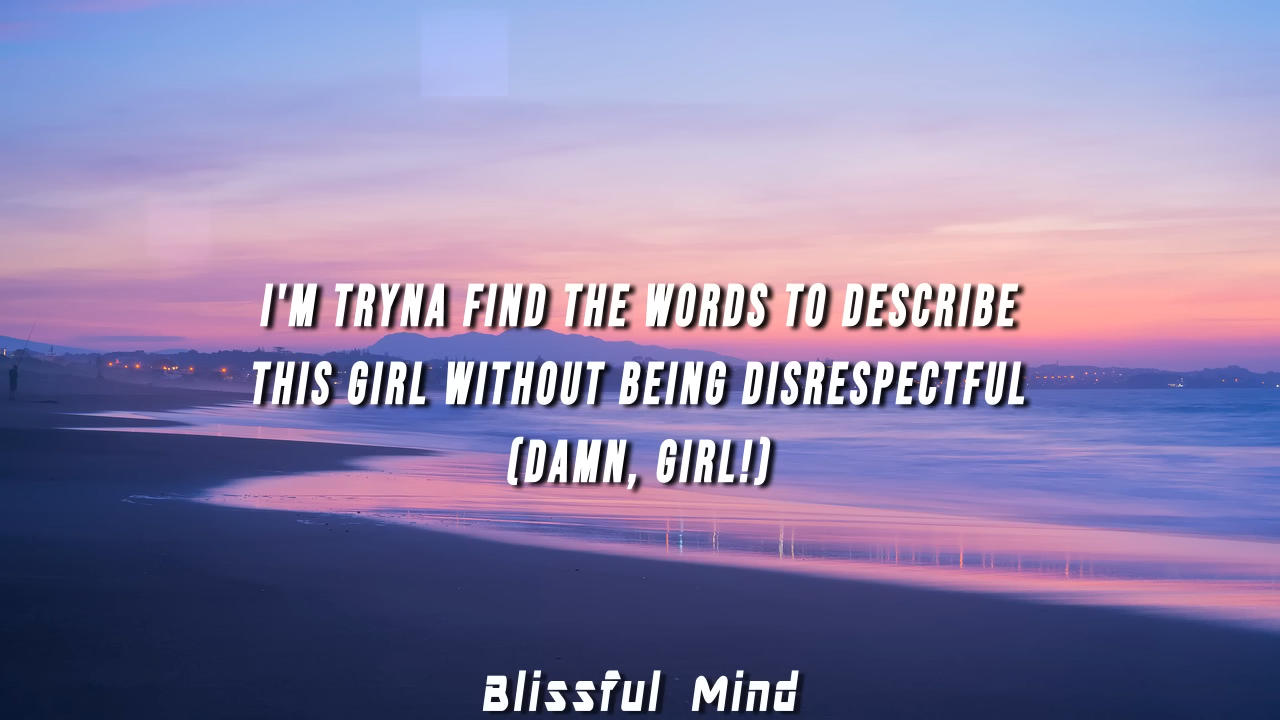 I'M TRYNA FIND THE WORDS TO DESCRIBE
THIS GIRL WITHOUT BEING DISRESPECTFUL
(DAMN, GIRL!)
Blissful Mind